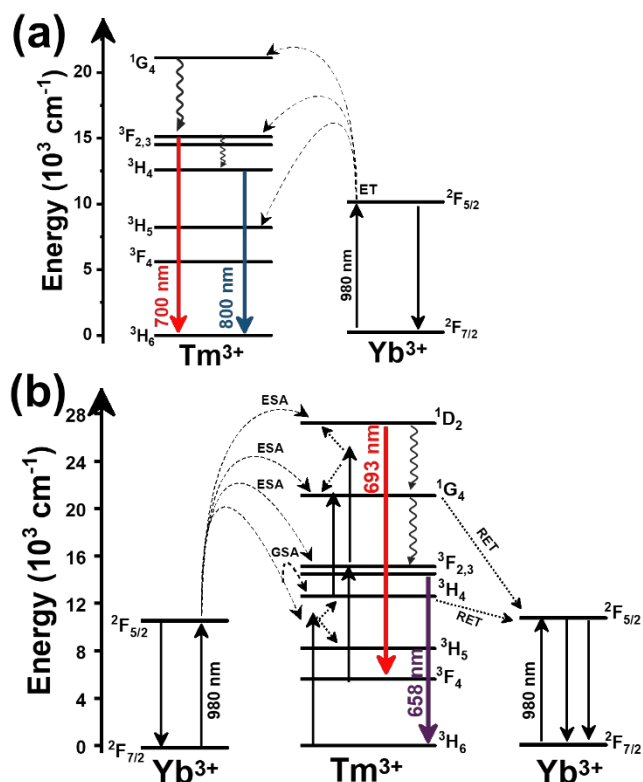 (a)
Energy (10³ cm⁻¹)
20
15
10
5
0
¹G₄
³F₂,₃
³H₄
³H₅
³F₄
³H₆
700 nm
800 nm
Tm³⁺
ET
980 nm
²F₅/₂
²F₇/₂
Yb³⁺
(b)
Energy (10³ cm⁻¹)
28
24
20
16
12
8
4
0
ESA
ESA
ESA
GSA
²F₅/₂
980 nm
²F₇/₂
Yb³⁺
¹D₂
693 nm
¹G₄
³F₂,₃
³H₄
³H₅
³F₄
658 nm
³H₆
Tm³⁺
RET
RET
²F₅/₂
980 nm
²F₇/₂
Yb³⁺